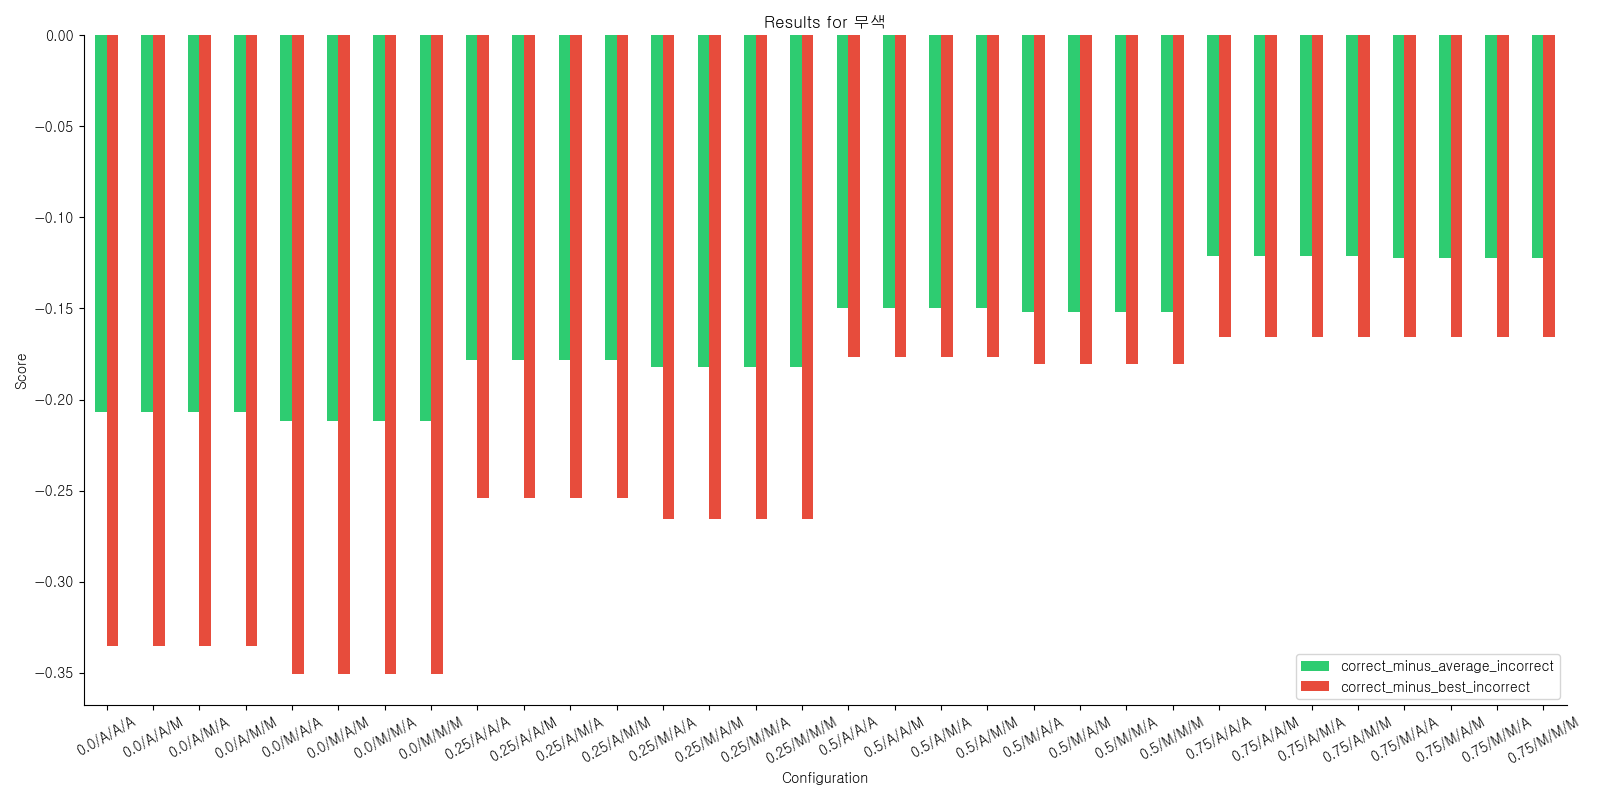 Results for 무색
0.00
−0.05
−0.10
−0.15
−0.20
−0.25
−0.30
−0.35
Score
correct_minus_average_incorrect
correct_minus_best_incorrect
0.0/A/A/A
0.0/A/A/M
0.0/A/M/A
0.0/A/M/M
0.0/M/A/A
0.0/M/A/M
0.0/M/M/A
0.0/M/M/M
0.25/A/A/A
0.25/A/A/M
0.25/A/M/A
0.25/A/M/M
0.25/M/A/A
0.25/M/A/M
0.25/M/M/A
0.25/M/M/M
0.5/A/A/A
0.5/A/A/M
0.5/A/M/A
0.5/A/M/M
0.5/M/A/A
0.5/M/A/M
0.5/M/M/A
0.5/M/M/M
0.75/A/A/A
0.75/A/A/M
0.75/A/M/A
0.75/A/M/M
0.75/M/A/A
0.75/M/A/M
0.75/M/M/A
0.75/M/M/M
Configuration